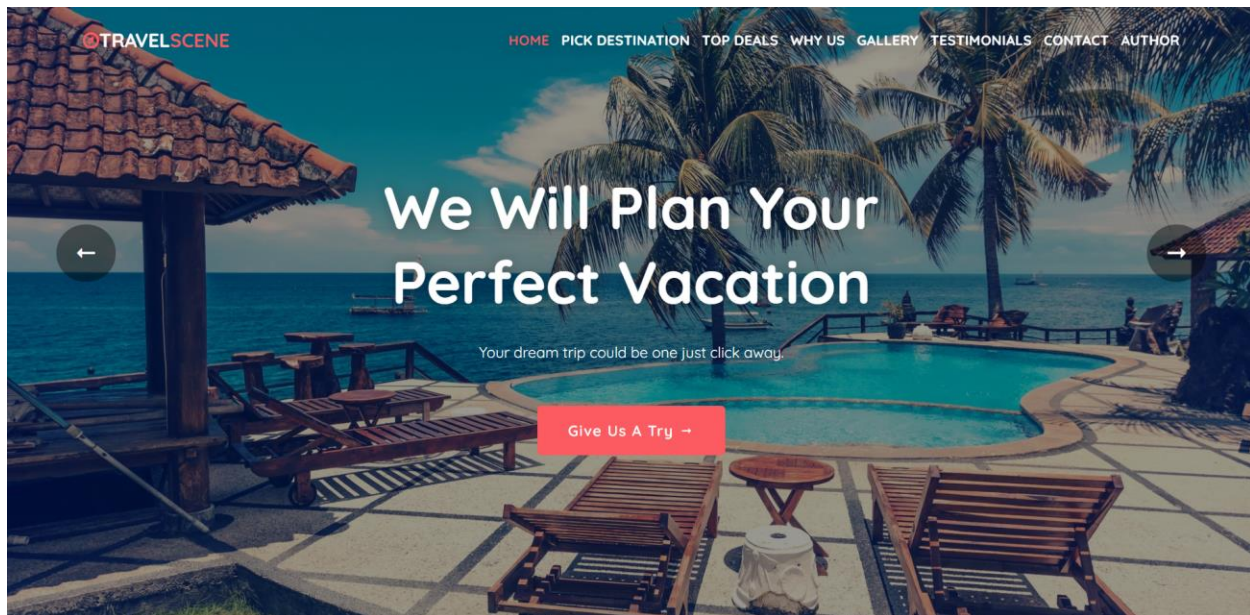 @TRAVELSCENE
HOME PICK DESTINATION TOP DEALS WHY US GALLERY TESTIMONIALS CONTACT AUTHOR
We Will Plan Your
Perfect Vacation
Your dream trip could be one just click away.
Give Us A Try →